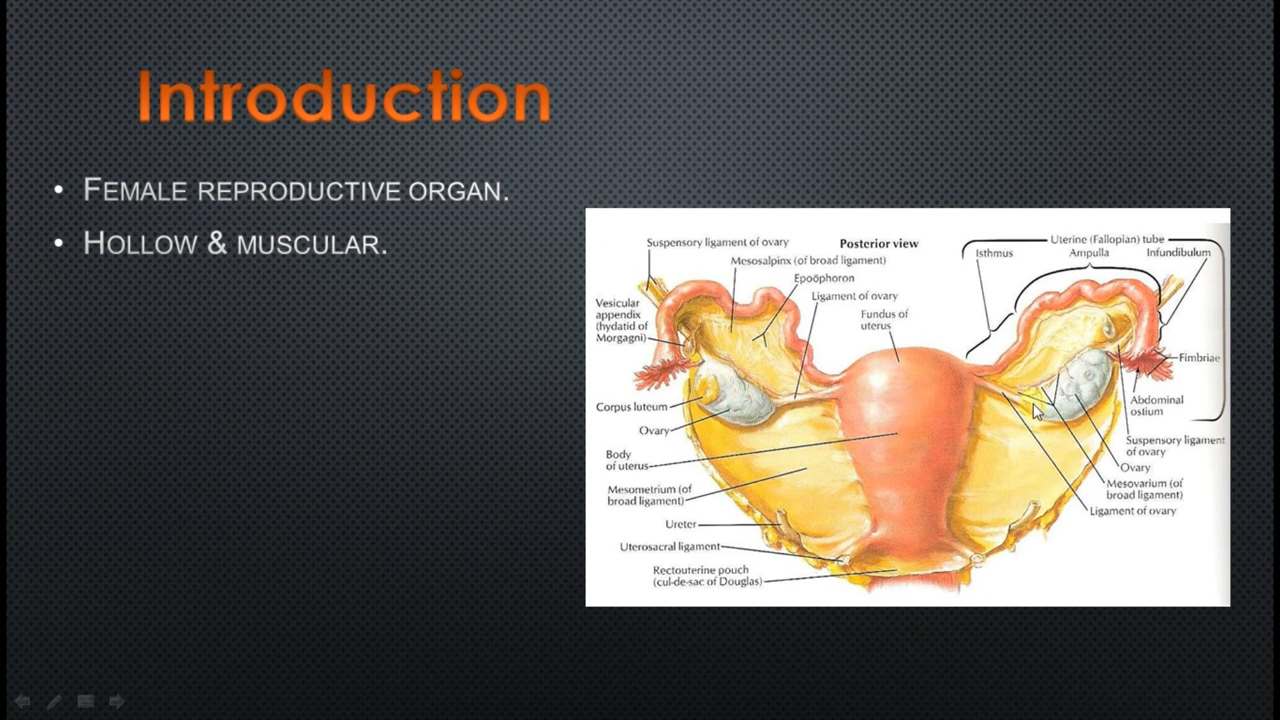 Introduction
• FEMALE REPRODUCTIVE ORGAN.
• HOLLOW & MUSCULAR.
Suspensory ligament of ovary
Posterior view
Mesosalpinx (of broad ligament)
Epoöphoron
Ligament of ovary
Fundus of
uterus
Uterine (Fallopian) tube
Isthmus
Ampulla
Infundibulum
Vesicular
appendix
(hydatid of
Morgagni)
Corpus luteum
Ovary
Body
of uterus
Mesometrium (of
broad ligament)
Ureter
Uterosacral ligament
Rectouterine pouch
(cul-de-sac of Douglas)
Fimbriae
Abdominal
ostium
Suspensory ligament
of ovary
Ovary
Mesovarium (of
broad ligament)
Ligament of ovary